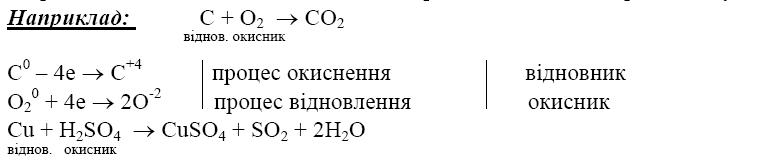 Наприклад: C + O₂ → CO₂
віднов. окисник
C⁰ – 4e → C⁺⁴ процес окиснення відновник
O₂⁰ + 4e → 2O⁻² процес відновлення окисник
Cu + H₂SO₄ → CuSO₄ + SO₂ + 2H₂O
віднов. окисник